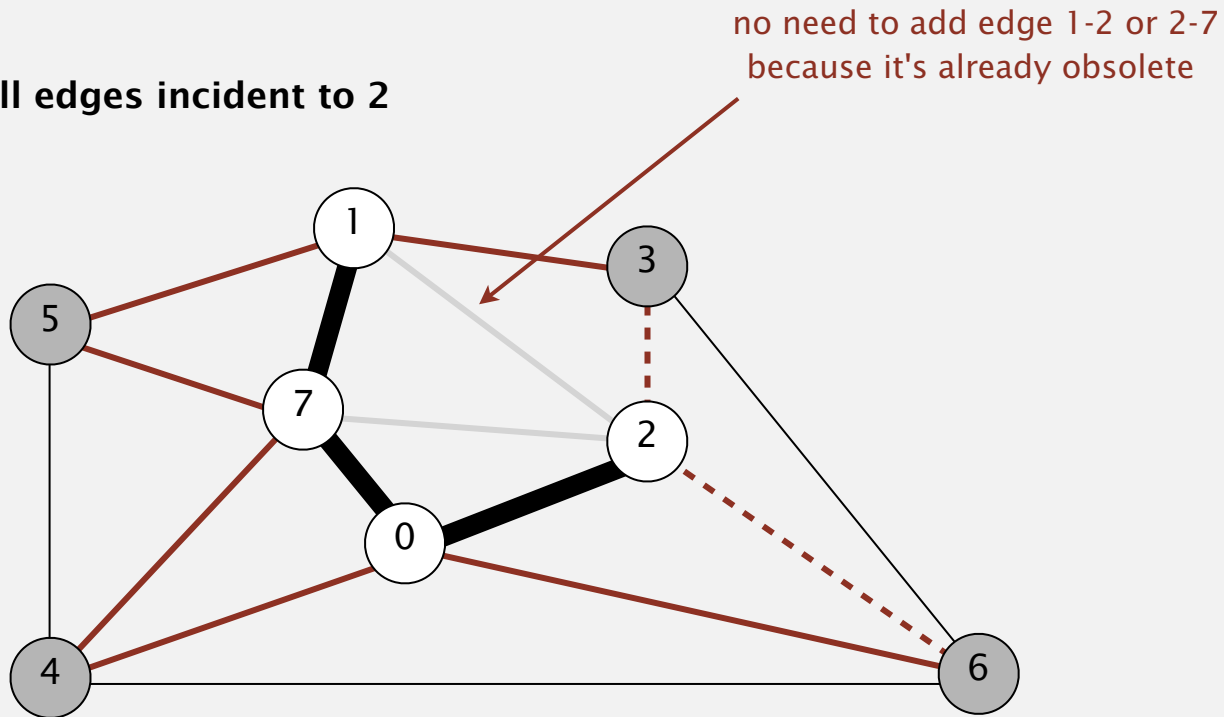 no need to add edge 1-2 or 2-7
because it's already obsolete
ll edges incident to 2
1
3
5
7
2
0
4
6